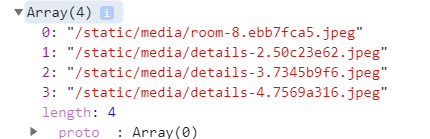 Array(4) i
0: "/static/media/room-8.ebb7fca5.jpeg"
1: "/static/media/details-2.50c23e62.jpeg"
2: "/static/media/details-3.7345b9f6.jpeg"
3: "/static/media/details-4.7569a316.jpeg"
length: 4
proto : Array(0)